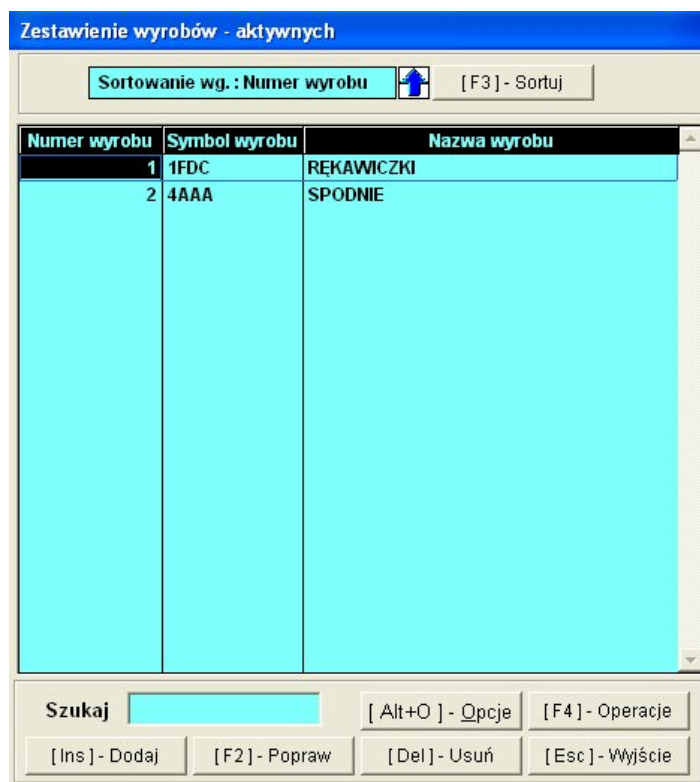 Zestawienie wyrobów - aktywnych
Sortowanie wg. : Numer wyrobu [ F3 ] - Sortuj
Numer wyrobu Symbol wyrobu Nazwa wyrobu
1 1FDC RĘKAWICZKI
2 4AAA SPODNIE
Szukaj [ Alt+O ] - Opcje [ F4 ] - Operacje
[ Ins ] - Dodaj [ F2 ] - Popraw [ Del ] - Usuń [ Esc ] - Wyjście